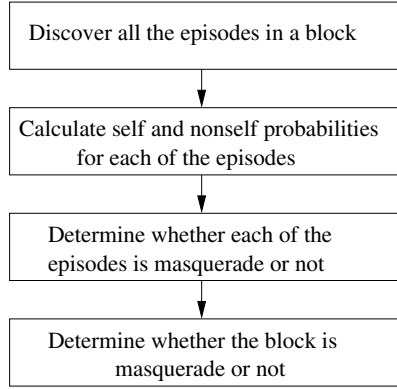 Discover all the episodes in a block
Calculate self and nonself probabilities
for each of the episodes
Determine whether each of the
episodes is masquerade or not
Determine whether the block is
masquerade or not